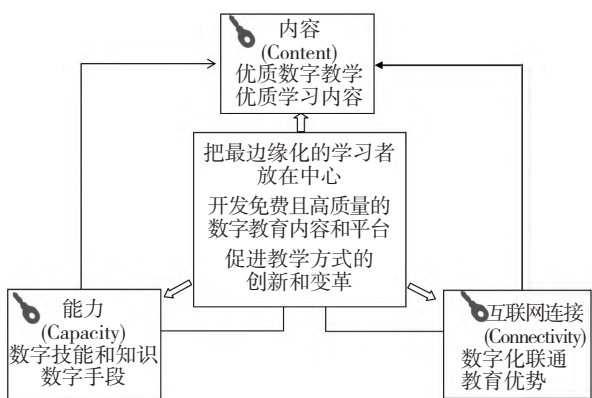 内容
(Content)
优质数字教学
优质学习内容
把最边缘化的学习者
放在中心
开发免费且高质量的
数字教育内容和平台
促进教学方式的
创新和变革
能力
(Capacity)
数字技能和知识
数字手段
互联网连接
(Connectivity)
数字化联通
教育优势